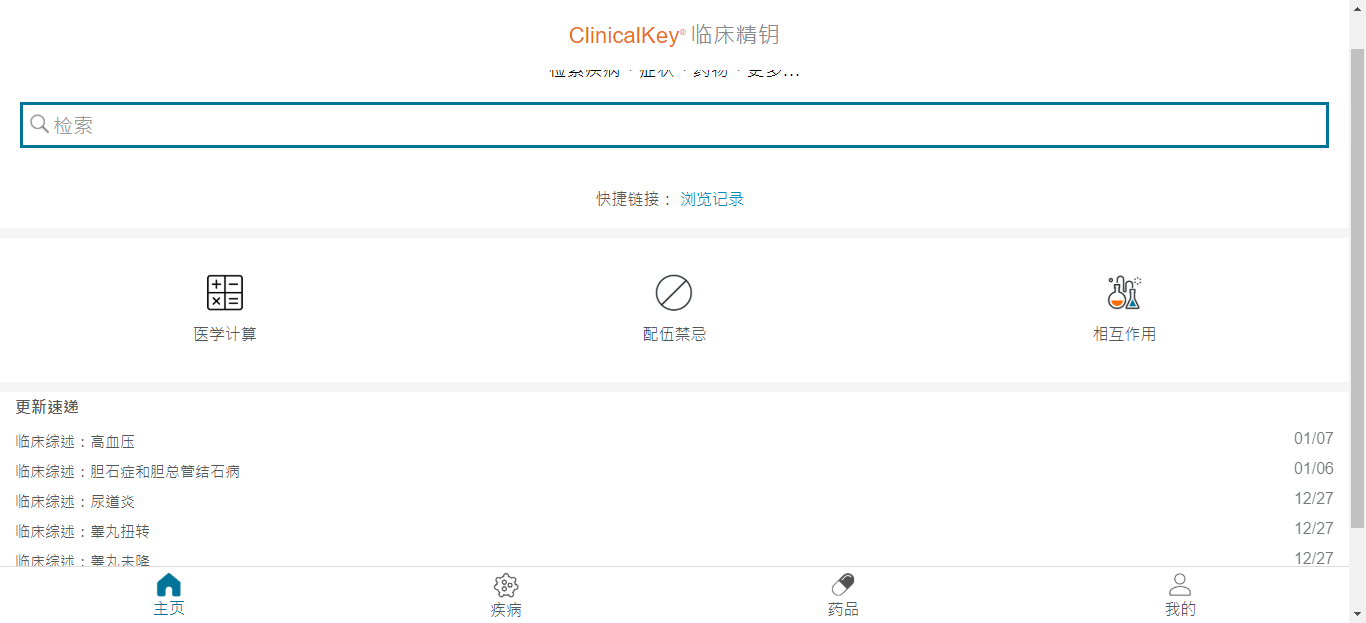 ClinicalKey® 临床精钥
检索疾病·症状·药物·更多...
检索
快捷链接： 浏览记录
医学计算 配伍禁忌 相互作用
更新速递
临床综述：高血压 01/07
临床综述：胆石症和胆总管结石病 01/06
临床综述：尿道炎 12/27
临床综述：睾丸扭转 12/27
临床综述：睾丸未降 12/27
主页 疾病 药品 我的